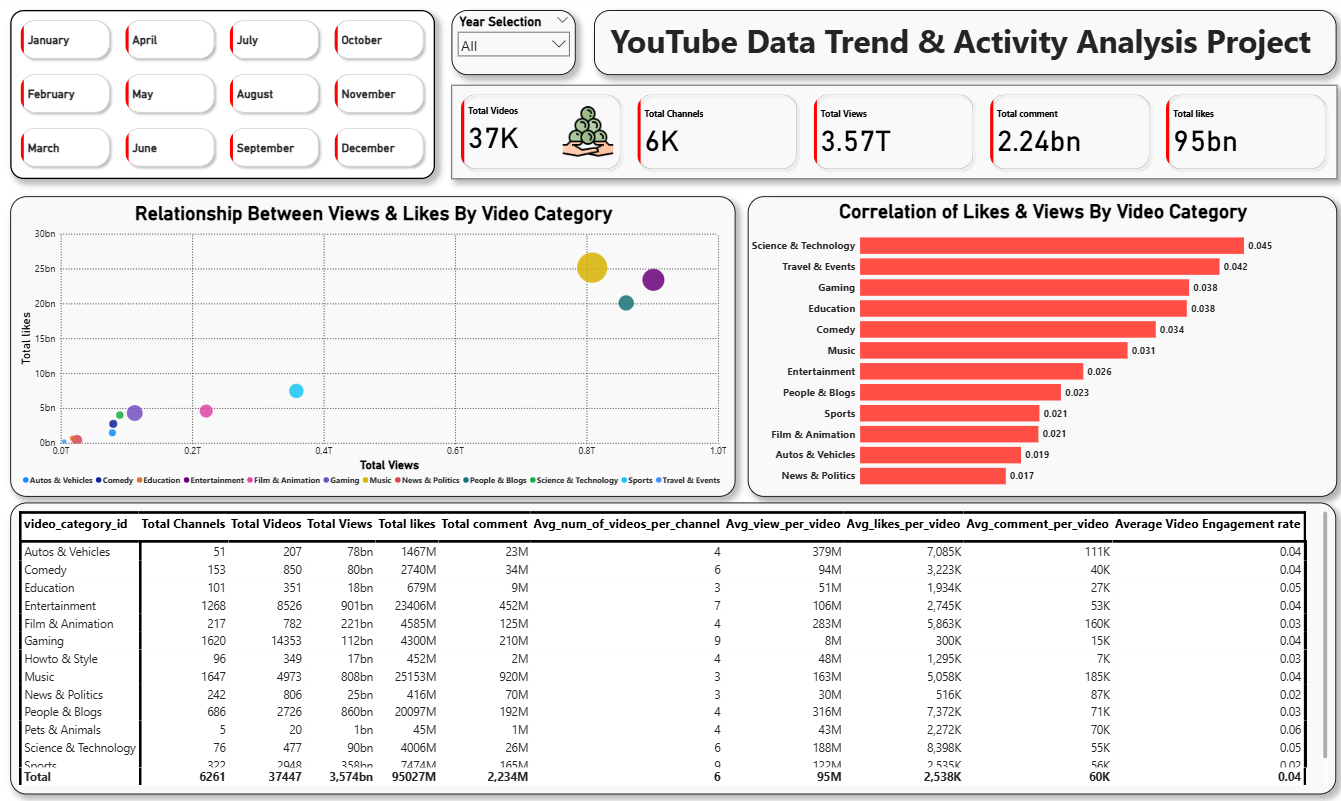 January
April
July
October
February
May
August
November
March
June
September
December
Year Selection
All
YouTube Data Trend & Activity Analysis Project
Total Videos
37K
Total Channels
6K
Total Views
3.57T
Total comment
2.24bn
Total likes
95bn
Relationship Between Views & Likes By Video Category
30bn
25bn
20bn
15bn
10bn
5bn
0bn
Total likes
0.0T 0.2T 0.4T 0.6T 0.8T 1.0T
Total Views
Autos & Vehicles Comedy Education Entertainment Film & Animation Gaming Music News & Politics People & Blogs Science & Technology Sports Travel & Events
Correlation of Likes & Views By Video Category
Science & Technology 0.045
Travel & Events 0.042
Gaming 0.038
Education 0.038
Comedy 0.034
Music 0.031
Entertainment 0.026
People & Blogs 0.023
Sports 0.021
Film & Animation 0.021
Autos & Vehicles 0.019
News & Politics 0.017
video_category_id Total Channels Total Videos Total Views Total likes Total comment Avg_num_of_videos_per_channel Avg_view_per_video Avg_likes_per_video Avg_comment_per_video Average Video Engagement rate
Autos & Vehicles 51 207 78bn 1467M 23M 4 379M 7,085K 111K 0.04
Comedy 153 850 80bn 2740M 34M 6 94M 3,223K 40K 0.04
Education 101 351 18bn 679M 9M 3 51M 1,934K 27K 0.05
Entertainment 1268 8526 901bn 23406M 452M 7 106M 2,745K 53K 0.04
Film & Animation 217 782 221bn 4585M 125M 4 283M 5,863K 160K 0.03
Gaming 1620 14353 112bn 4300M 210M 9 8M 300K 15K 0.04
Howto & Style 96 349 17bn 452M 2M 4 48M 1,295K 7K 0.03
Music 1647 4973 808bn 25153M 920M 3 163M 5,058K 185K 0.04
News & Politics 242 806 25bn 416M 70M 3 30M 516K 87K 0.02
People & Blogs 686 2726 860bn 20097M 192M 4 316M 7,372K 71K 0.03
Pets & Animals 5 20 1bn 45M 1M 4 43M 2,272K 70K 0.06
Science & Technology 76 477 90bn 4006M 26M 6 188M 8,398K 55K 0.05
Sports 322 2948 358bn 7474M 165M 9 122M 2,535K 56K 0.02
Total 6261 37447 3,574bn 95027M 2,234M 6 95M 2,538K 60K 0.04